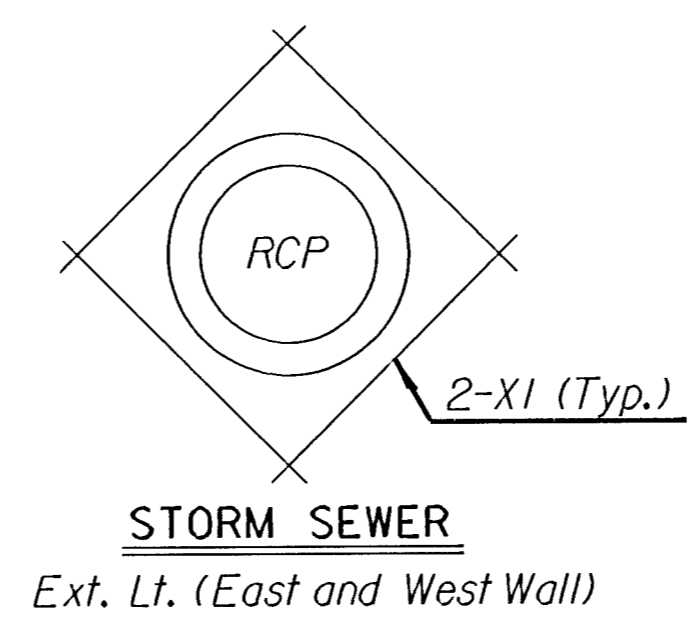 RCP
2-X1 (Typ.)
STORM SEWER
Ext. Lt. (East and West Wall)